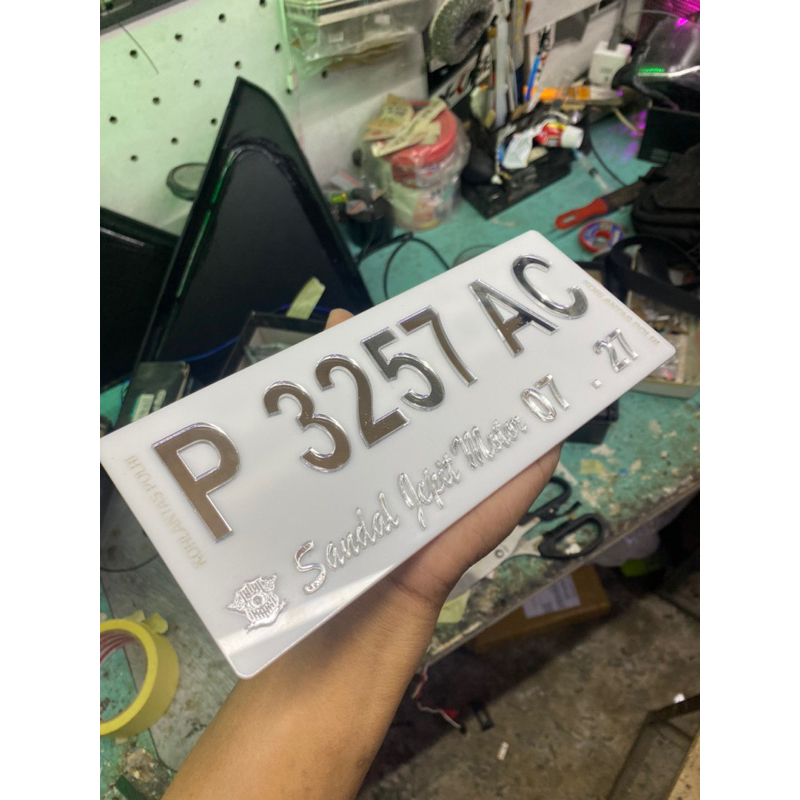 P 3257 AC
Sandal Jepit Motor 07 - 27
KORLANTAS POLRI
KORLANTAS POLRI